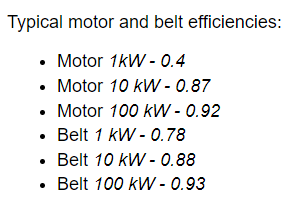 Typical motor and belt efficiencies:
• Motor 1kW - 0.4
• Motor 10 kW - 0.87
• Motor 100 kW - 0.92
• Belt 1 kW - 0.78
• Belt 10 kW - 0.88
• Belt 100 kW - 0.93